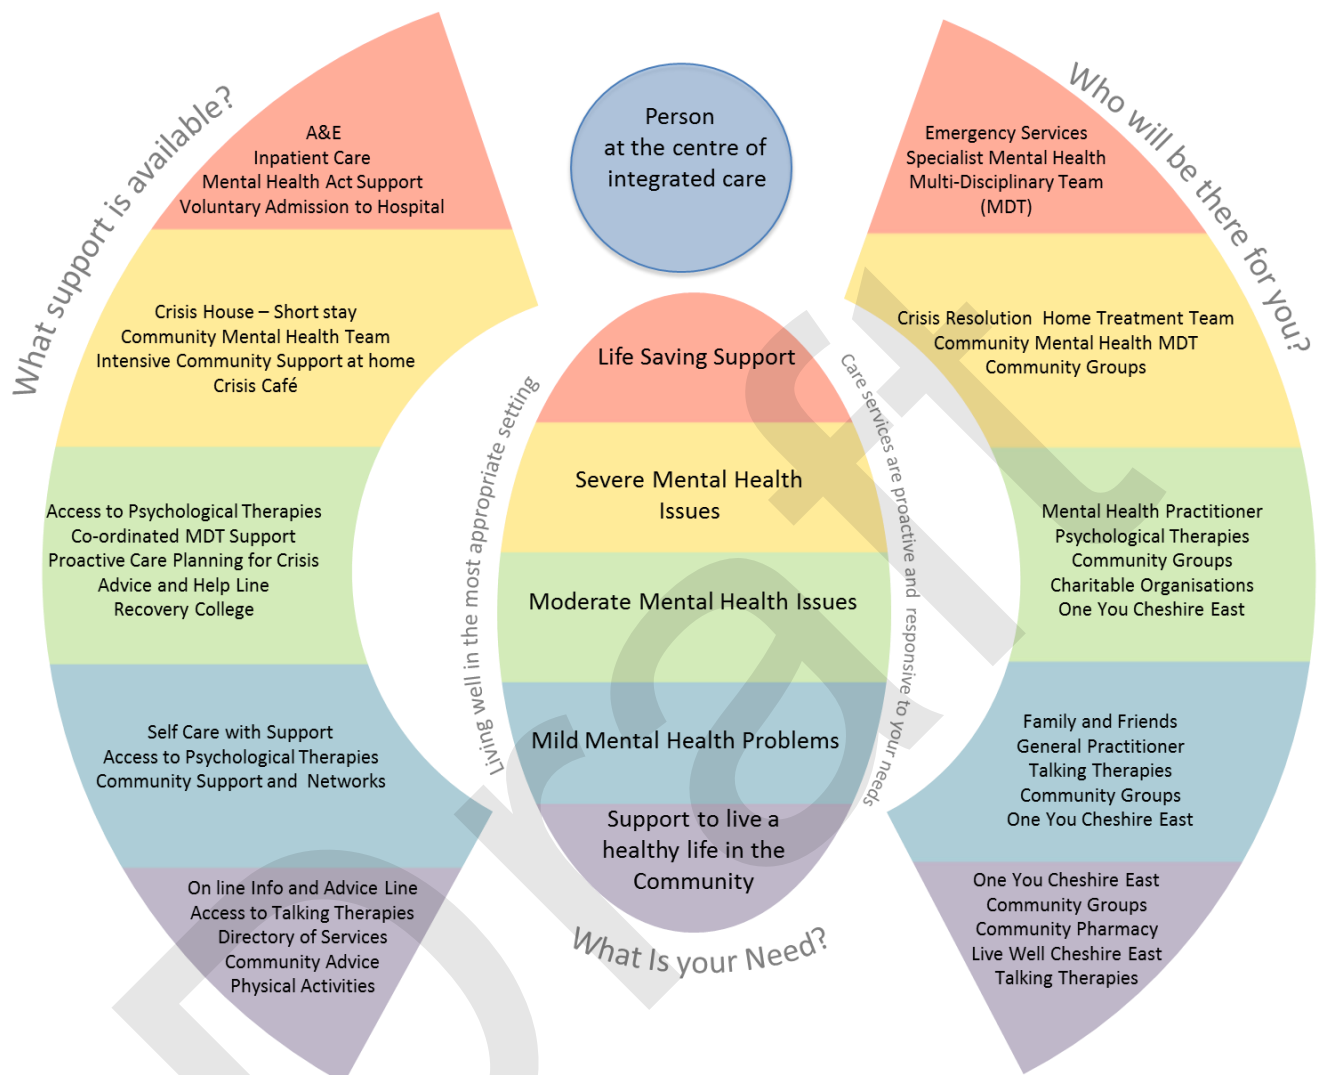 What support is available?
A&E
Inpatient Care
Mental Health Act Support
Voluntary Admission to Hospital
Crisis House – Short stay
Community Mental Health Team
Intensive Community Support at home
Crisis Café
Access to Psychological Therapies
Co-ordinated MDT Support
Proactive Care Planning for Crisis
Advice and Help Line
Recovery College
Self Care with Support
Access to Psychological Therapies
Community Support and Networks
On line Info and Advice Line
Access to Talking Therapies
Directory of Services
Community Advice
Physical Activities
Person
at the centre of
integrated care
Living well in the most appropriate setting
Life Saving Support
Severe Mental Health
Issues
Moderate Mental Health Issues
Mild Mental Health Problems
Support to live a
healthy life in the
Community
What Is your Need?
Care services are proactive and responsive to your needs
Who will be there for you?
Emergency Services
Specialist Mental Health
Multi-Disciplinary Team
(MDT)
Crisis Resolution Home Treatment Team
Community Mental Health MDT
Community Groups
Mental Health Practitioner
Psychological Therapies
Community Groups
Charitable Organisations
One You Cheshire East
Family and Friends
General Practitioner
Talking Therapies
Community Groups
One You Cheshire East
One You Cheshire East
Community Groups
Community Pharmacy
Live Well Cheshire East
Talking Therapies
Draft